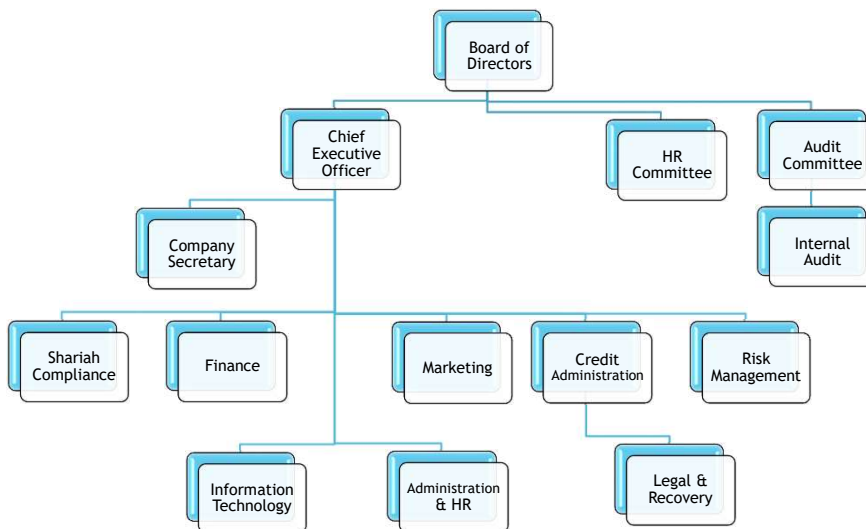 Board of
Directors
Chief
Executive
Officer
HR
Committee
Audit
Committee
Company
Secretary
Internal
Audit
Shariah
Compliance
Finance
Marketing
Credit
Administration
Risk
Management
Information
Technology
Administration
& HR
Legal &
Recovery